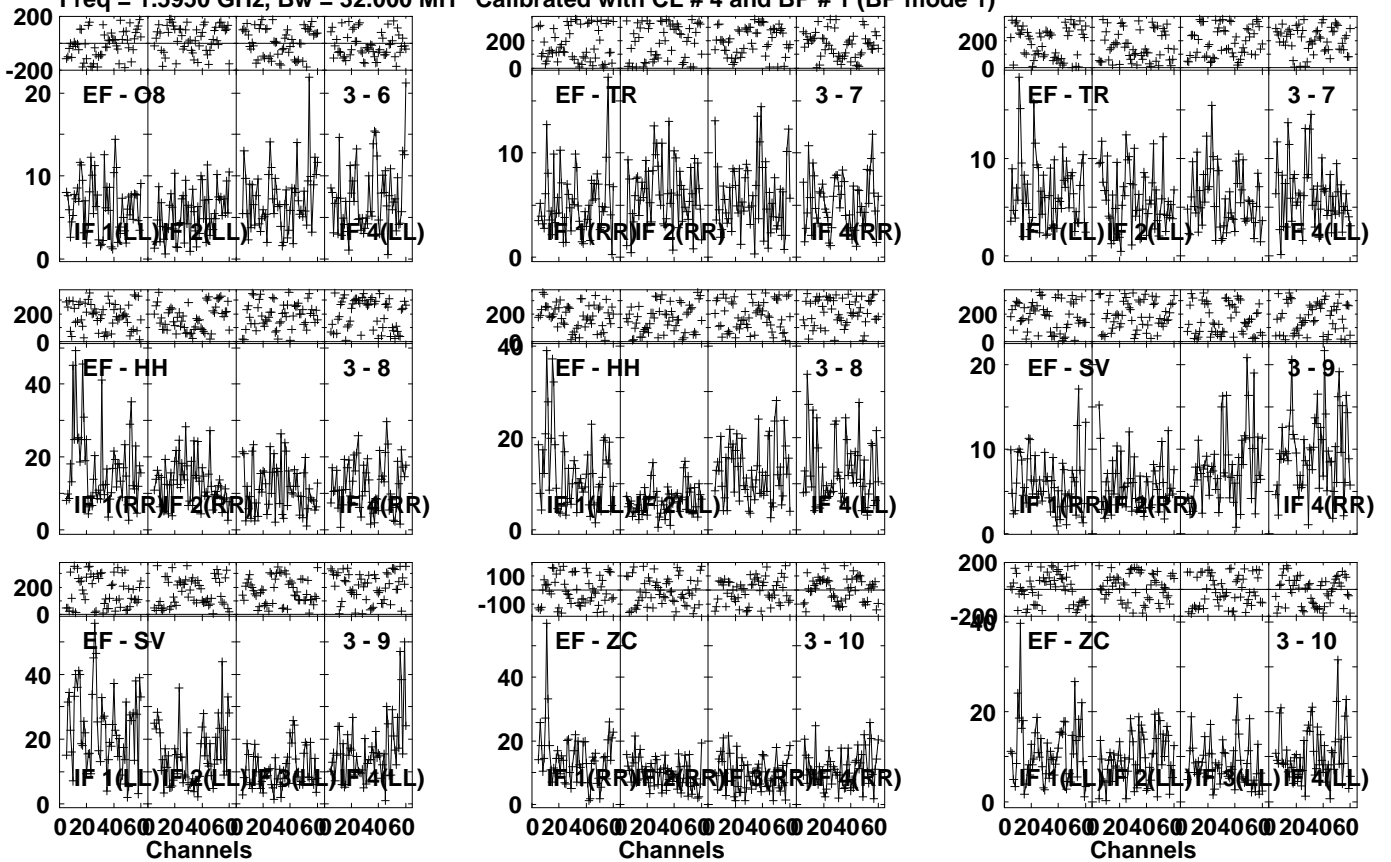 Freq = 1.5950 GHz, Bw = 32.000 MH Calibrated with CL # 4 and BP # 1 (BP mode 1)
200
-200
20
10
0
EF - O8
3 - 6
IF 1(LL)
IF 2(LL)
IF 4(LL)
200
0
10
0
EF - TR
3 - 7
IF 1(RR)
IF 2(RR)
IF 4(RR)
200
0
10
0
EF - TR
3 - 7
IF 1(LL)
IF 2(LL)
IF 4(LL)
200
0
40
20
0
EF - HH
3 - 8
IF 1(RR)
IF 2(RR)
IF 4(RR)
200
0
40
20
0
EF - HH
3 - 8
IF 1(LL)
IF 2(LL)
IF 4(LL)
200
0
20
10
0
EF - SV
3 - 9
IF 1(RR)
IF 2(RR)
IF 4(RR)
200
0
40
20
0
EF - SV
3 - 9
IF 1(LL)
IF 2(LL)
IF 3(LL)
IF 4(LL)
0 20 40 60 0 20 40 60 0 20 40 60 0 20 40 60
Channels
100
-100
40
20
0
EF - ZC
3 - 10
IF 1(RR)
IF 2(RR)
IF 3(RR)
IF 4(RR)
0 20 40 60 0 20 40 60 0 20 40 60 0 20 40 60
Channels
200
-200
40
20
0
EF - ZC
3 - 10
IF 1(LL)
IF 2(LL)
IF 3(LL)
IF 4(LL)
0 20 40 60 0 20 40 60 0 20 40 60 0 20 40 60
Channels